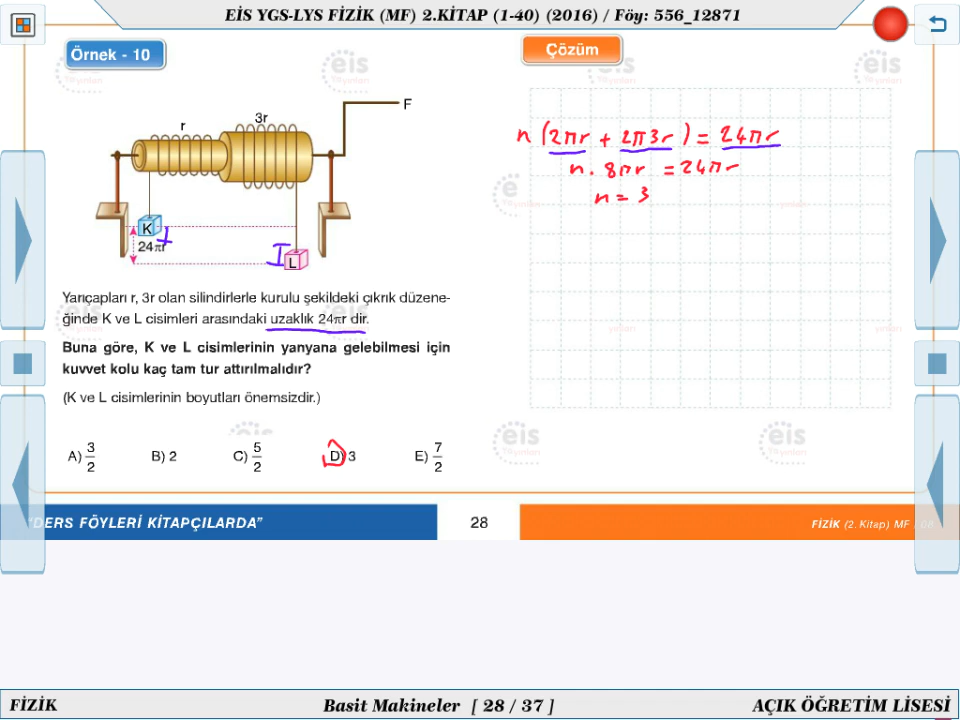 EİS YGS-LYS FİZİK (MF) 2.KİTAP (1-40) (2016) / Föy: 556_12871
Örnek - 10
r
3r
F
K
24πr
L
Yarıçapları r, 3r olan silindirlerle kurulu şekildeki çıkrık düzene-
ğinde K ve L cisimleri arasındaki uzaklık 24πr dir.
Buna göre, K ve L cisimlerinin yanyana gelebilmesi için
kuvvet kolu kaç tam tur attırılmalıdır?
(K ve L cisimlerinin boyutları önemsizdir.)
A) 3/2 B) 2 C) 5/2 D) 3 E) 7/2
Çözüm
n (2πr + 2π3r) = 24πr
n . 8πr = 24πr
n = 3
eis
yayınları
"DERS FÖYLERİ KİTAPÇILARDA"
28
FİZİK (2. Kitap) MF
FİZİK
Basit Makineler [ 28 / 37 ]
AÇIK ÖĞRETİM LİSESİ